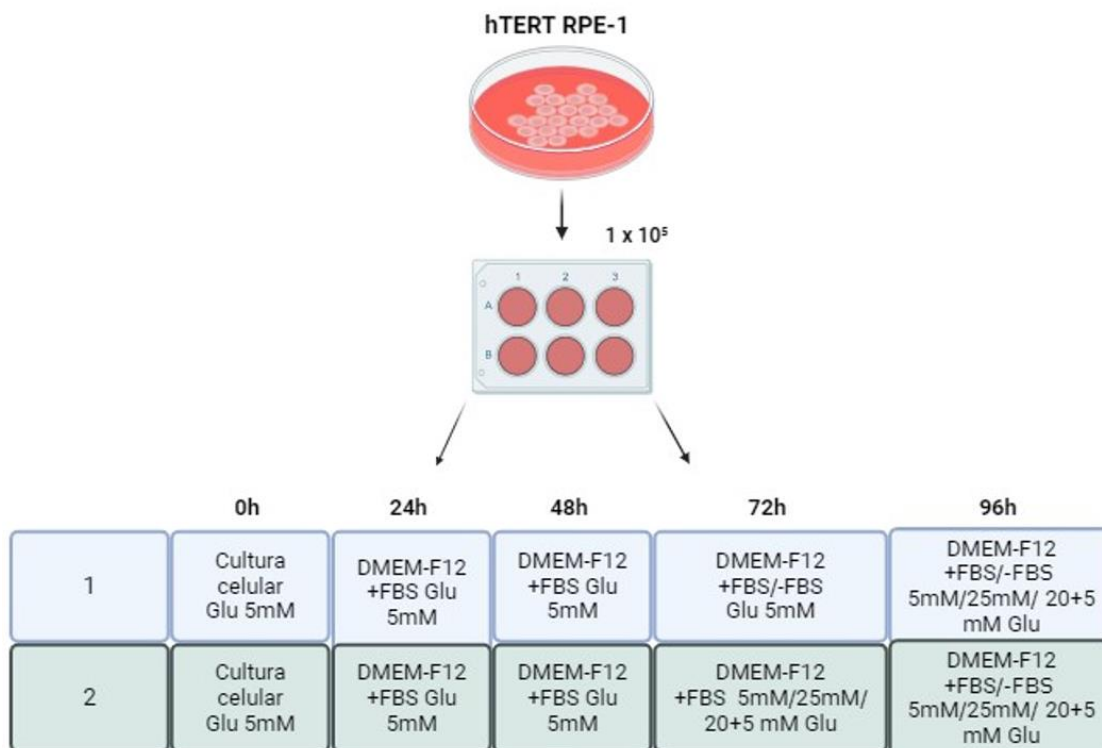 hTERT RPE-1
1 x 10⁵
1 2 3
A
B
0h 24h 48h 72h 96h
1
Cultura
celular
Glu 5mM
DMEM-F12
+FBS Glu
5mM
DMEM-F12
+FBS Glu
5mM
DMEM-F12
+FBS/-FBS
Glu 5mM
DMEM-F12
+FBS/-FBS
5mM/25mM/ 20+5
mM Glu
2
Cultura
celular
Glu 5mM
DMEM-F12
+FBS Glu
5mM
DMEM-F12
+FBS Glu
5mM
DMEM-F12
+FBS 5mM/25mM/
20+5 mM Glu
DMEM-F12
+FBS/-FBS
5mM/25mM/ 20+5
mM Glu